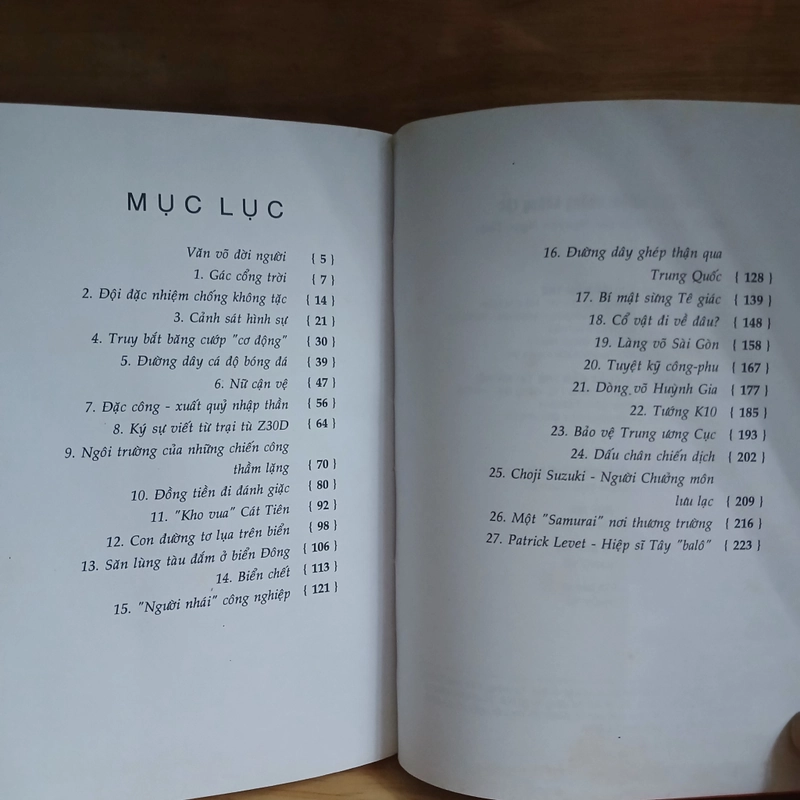 MỤC LỤC
Văn võ đời người { 5 }
1. Gác cổng trời { 7 }
2. Đội đặc nhiệm chống không tặc { 14 }
3. Cảnh sát hình sự { 21 }
4. Truy bắt băng cướp "cơ động" { 30 }
5. Đường dây cá độ bóng đá { 39 }
6. Nữ cận vệ { 47 }
7. Đặc công - xuất quỷ nhập thần { 56 }
8. Ký sự viết từ trại tù Z30D { 64 }
9. Ngôi trường của những chiến công
thầm lặng { 70 }
10. Đồng tiền đi đánh giặc { 80 }
11. "Kho vua" Cát Tiên { 92 }
12. Con đường tơ lụa trên biển { 98 }
13. Săn lùng tàu đắm ở biển Đông { 106 }
14. Biển chết { 113 }
15. "Người nhái" công nghiệp { 121 }
16. Đường dây ghép thận qua
Trung Quốc { 128 }
17. Bí mật sừng Tê giác { 139 }
18. Cổ vật đi về đâu? { 148 }
19. Làng võ Sài Gòn { 158 }
20. Tuyệt kỹ công-phu { 167 }
21. Dòng võ Huỳnh Gia { 177 }
22. Tướng K10 { 185 }
23. Bảo vệ Trung ương Cục { 193 }
24. Dấu chân chiến dịch { 202 }
25. Choji Suzuki - Người Chưởng môn
lưu lạc { 209 }
26. Một "Samurai" nơi thương trường { 216 }
27. Patrick Levet - Hiệp sĩ Tây "balô" { 223 }